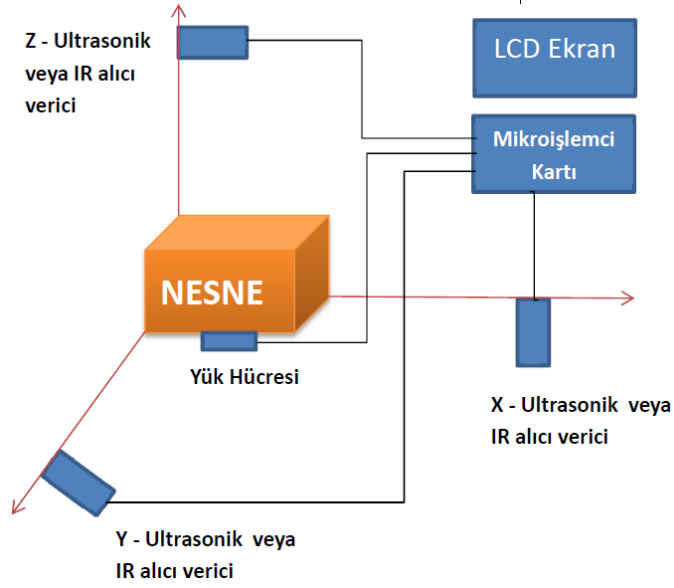 Z - Ultrasonik
veya IR alıcı
verici
LCD Ekran
Mikroişlemci
Kartı
NESNE
Yük Hücresi
X - Ultrasonik veya
IR alıcı verici
Y - Ultrasonik veya
IR alıcı verici